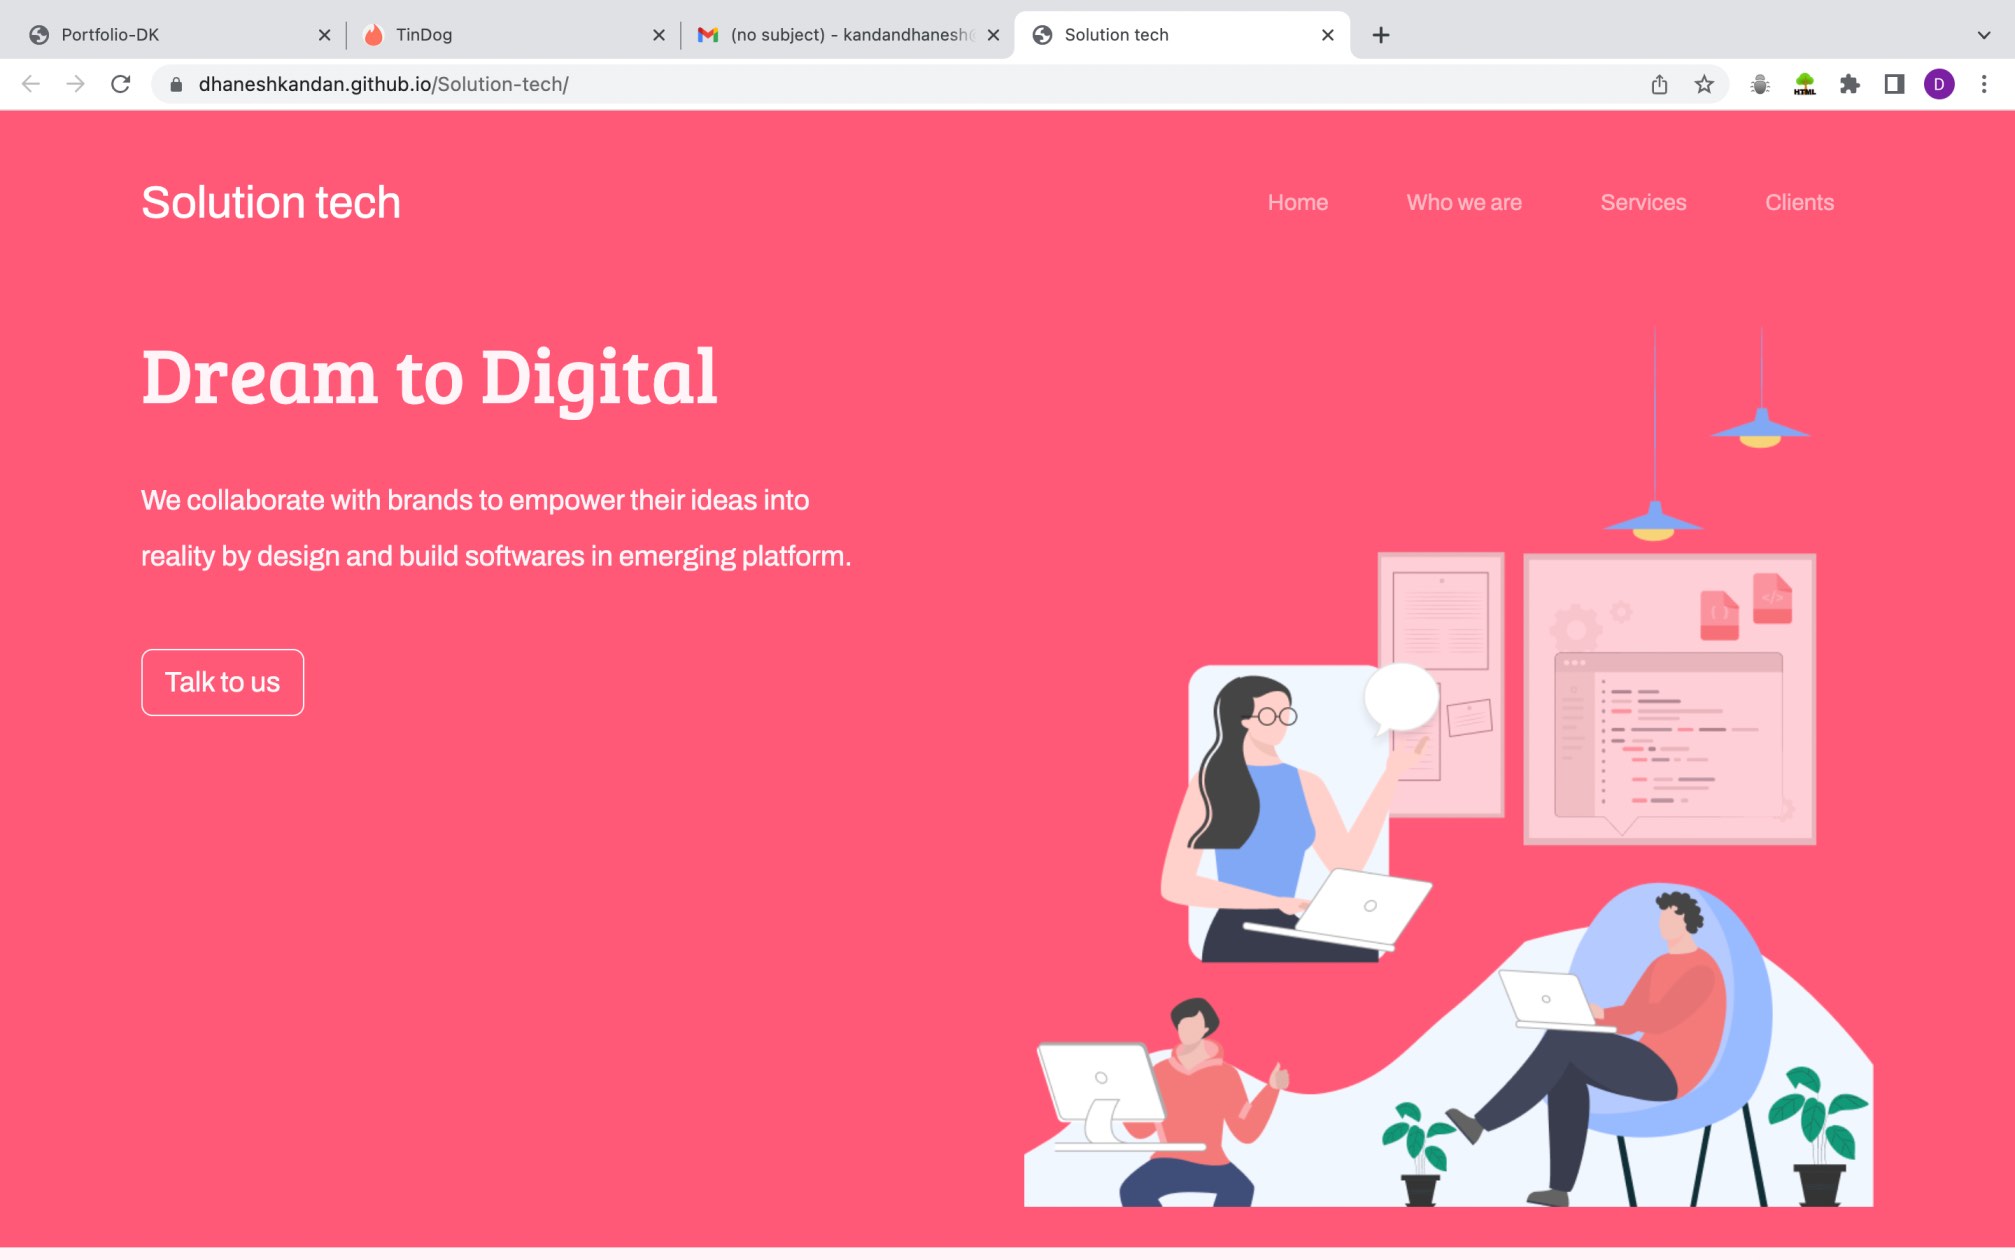 Portfolio-DK
TinDog
(no subject) - kandandhanesh
Solution tech
dhaneshkandan.github.io/Solution-tech/
HTML
D
Solution tech
Home
Who we are
Services
Clients
Dream to Digital
We collaborate with brands to empower their ideas into
reality by design and build softwares in emerging platform.
Talk to us
{ }
</>